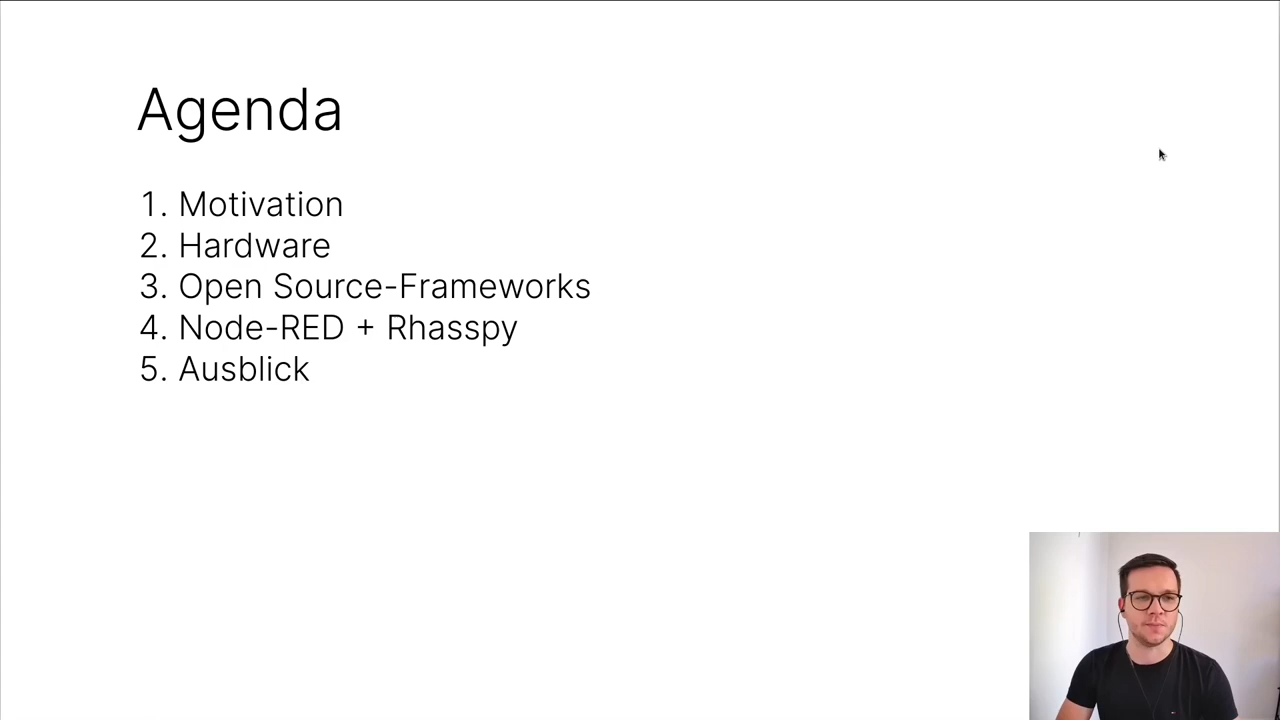 Agenda
1. Motivation
2. Hardware
3. Open Source-Frameworks
4. Node-RED + Rhasspy
5. Ausblick